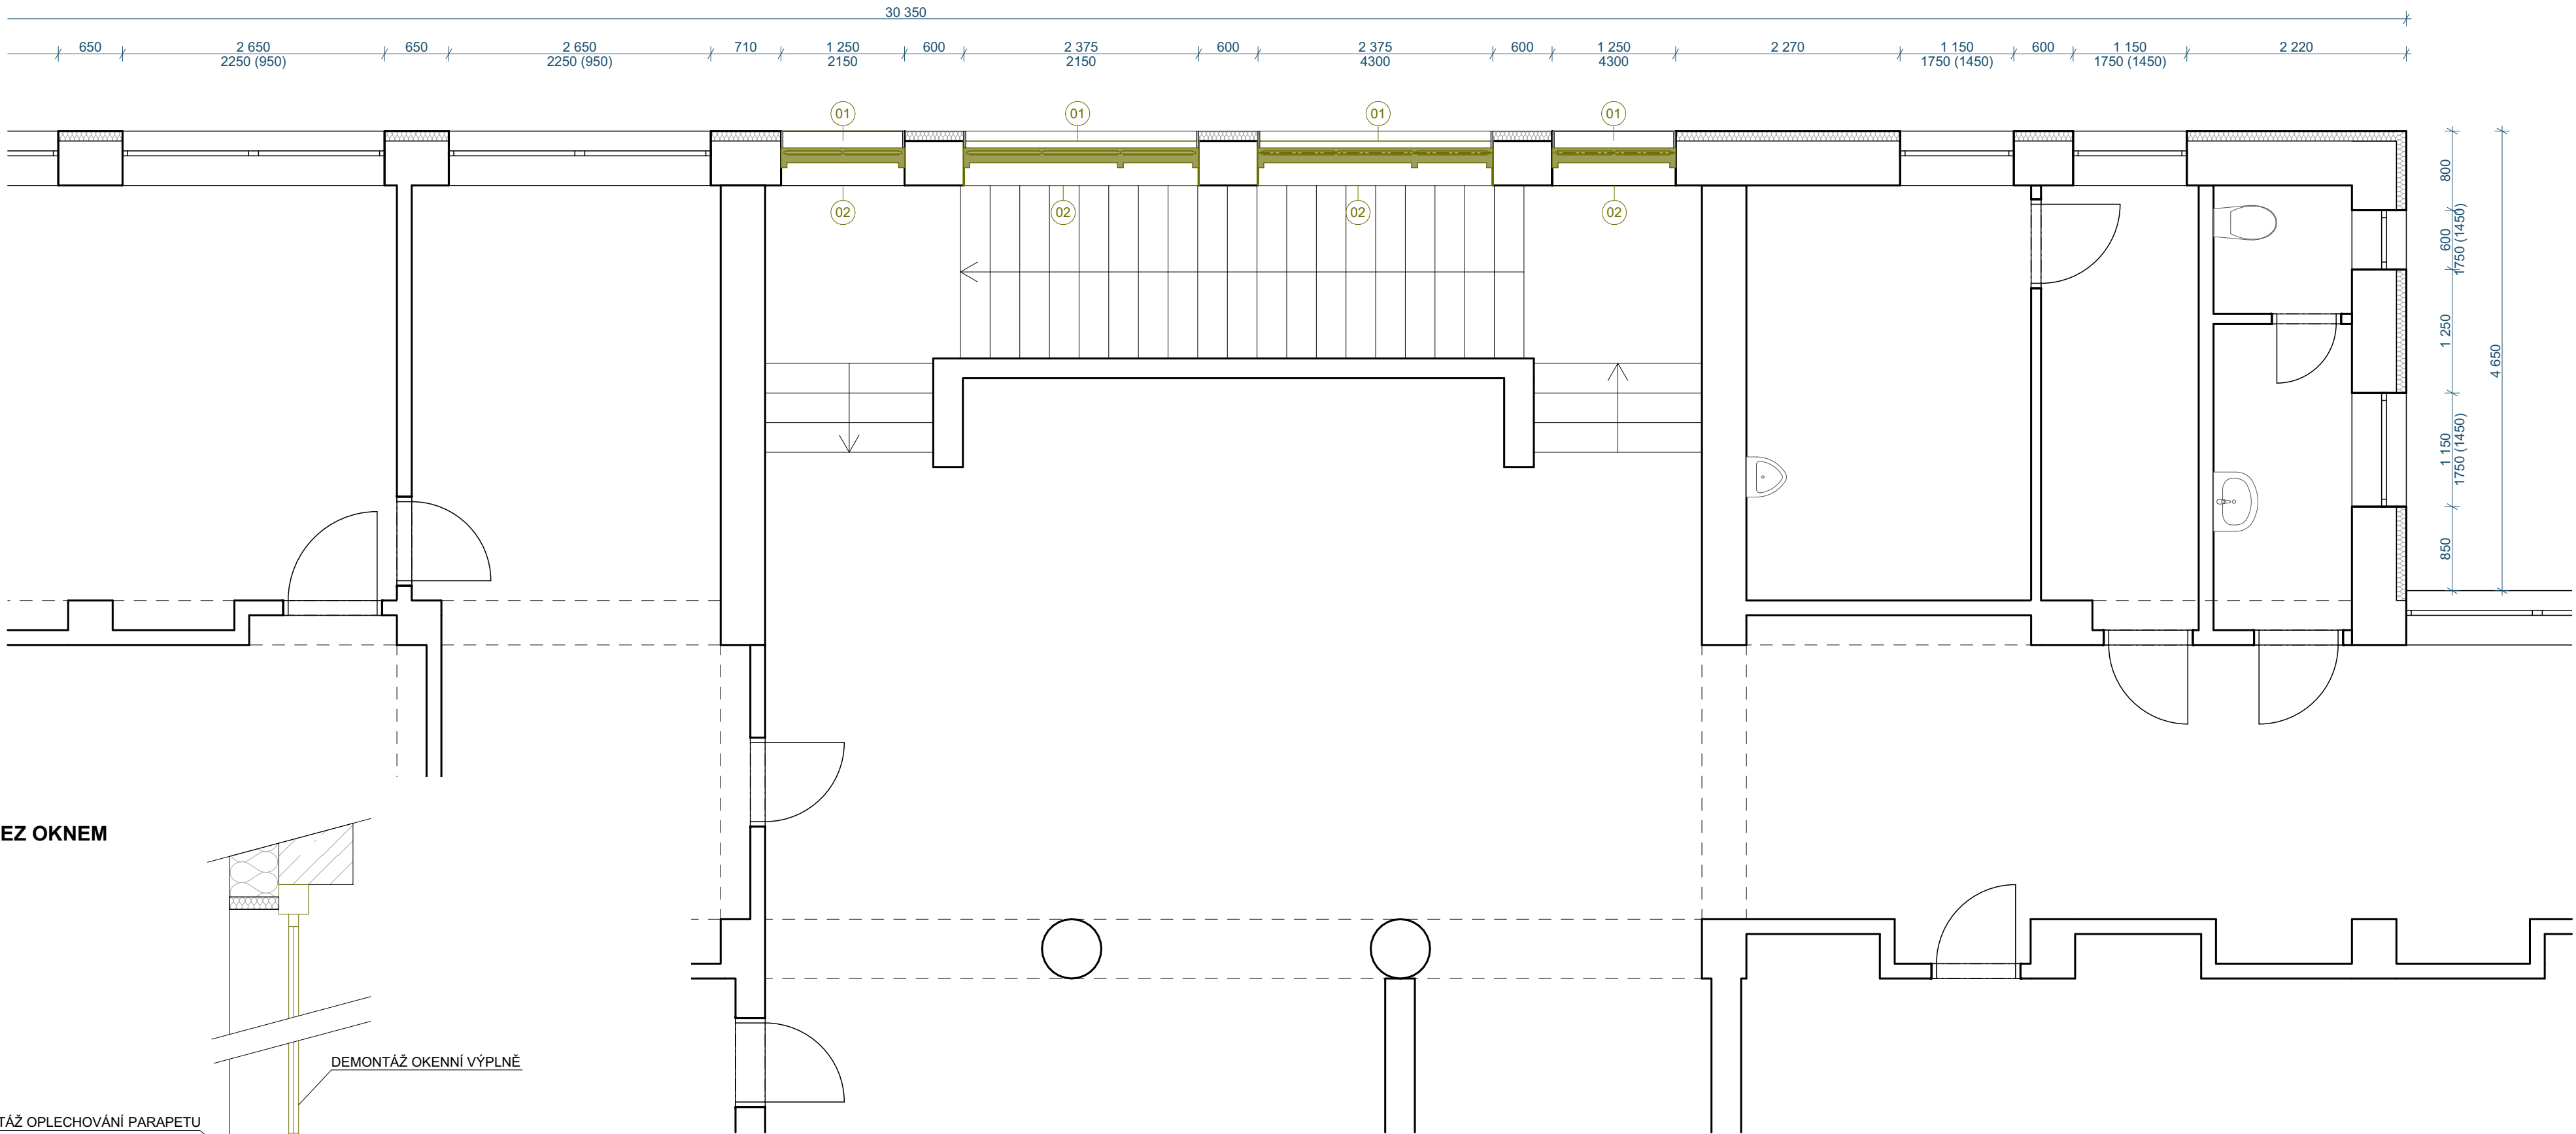 30 350
650 2 650 650 2 650 710 1 250 600 2 375 600 2 375 600 1 250 2 270 1 150 600 1 150 2 220
2250 (950) 2250 (950) 2150 2150 4300 4300 1750 (1450) 1750 (1450)
01 01 01 01
02 02 02 02
800
600
1750 (1450)
1 250
1 150
1750 (1450)
850
4 650
EZ OKNEM
DEMONTÁŽ OKENNÍ VÝPLNĚ
TÁŽ OPLECHOVÁNÍ PARAPETU